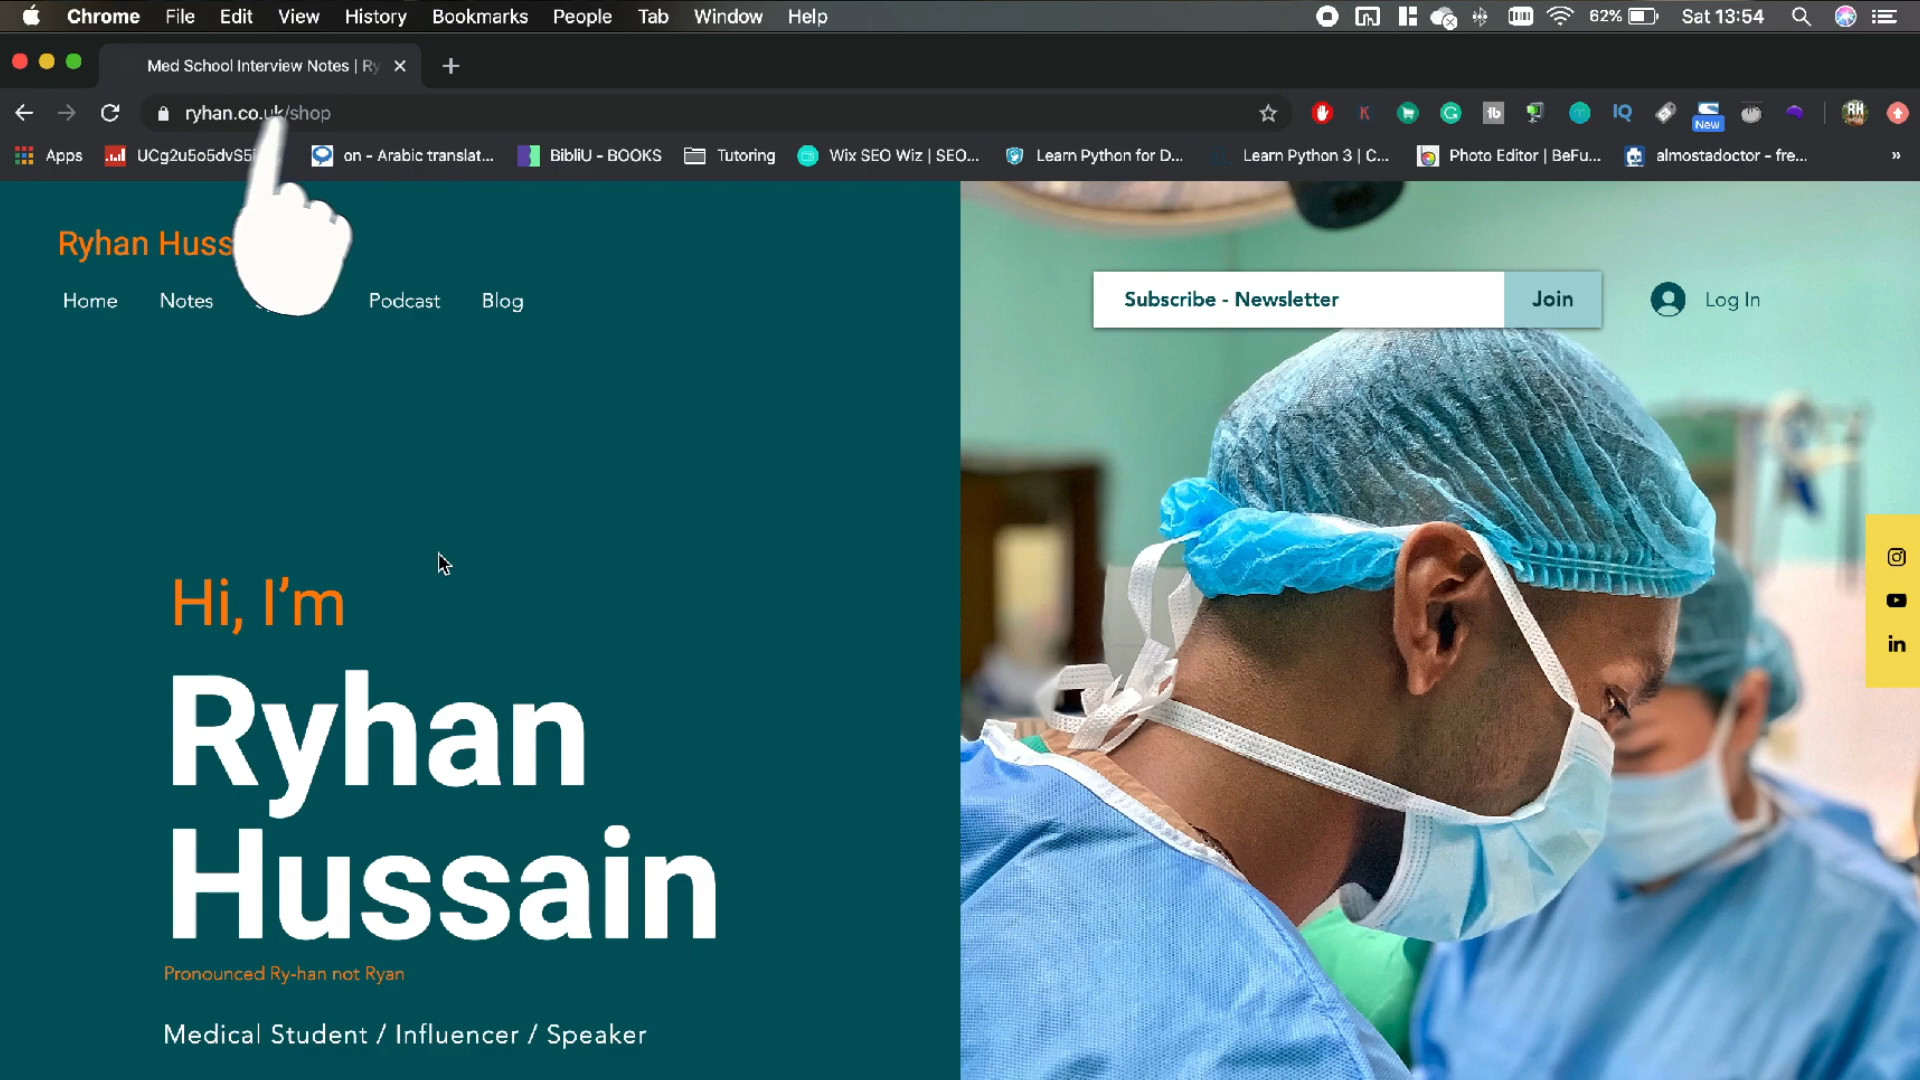 Chrome File Edit View History Bookmarks People Tab Window Help 62% Sat 13:54
Med School Interview Notes | Ry
ryhan.co.uk/shop
New
Apps UCg2u5o5dvS5 on - Arabic translat... BibliU - BOOKS Tutoring Wix SEO Wiz | SEO... Learn Python for D... Learn Python 3 | C... Photo Editor | BeFu... almostadoctor - fre... »
Ryhan Huss
Home Notes Podcast Blog
Subscribe - Newsletter Join Log In
Hi, I’m
Ryhan
Hussain
Pronounced Ry-han not Ryan
Medical Student / Influencer / Speaker